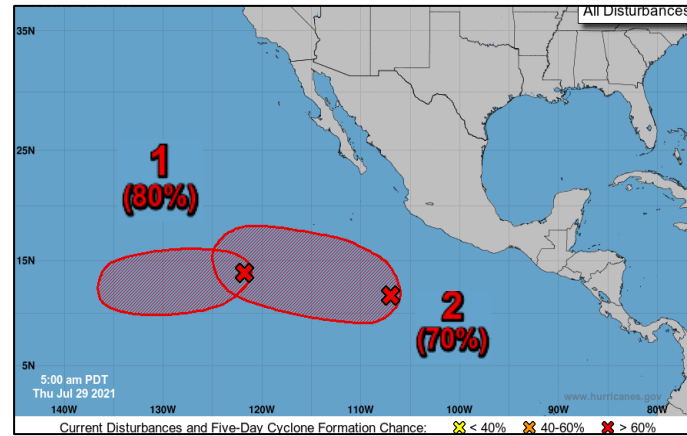 All Disturbances
35N
25N
1
(80%)
15N
2
(70%)
5N
5:00 am PDT
Thu Jul 29 2021
www.hurricanes.gov
140W 130W 120W 110W 100W 90W 80W
Current Disturbances and Five-Day Cyclone Formation Chance: < 40% 40-60% > 60%